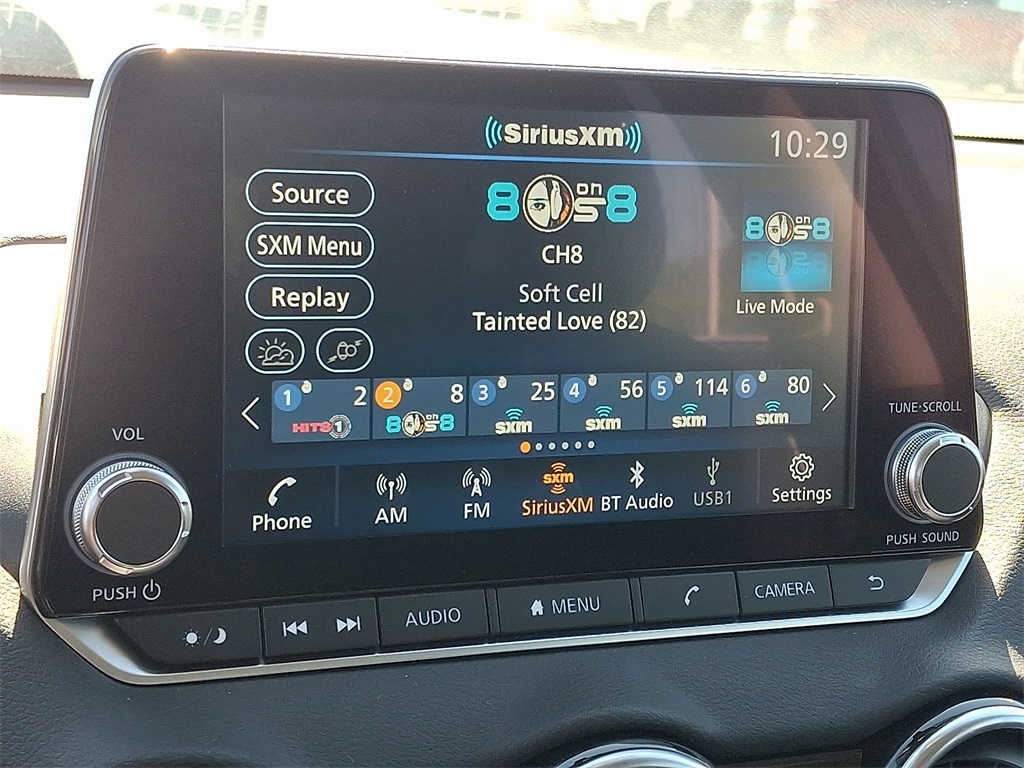 SiriusXM
10:29
Source
SXM Menu
Replay
8 on 8
CH8
Soft Cell
Tainted Love (82)
8 on 8
Live Mode
1 2 HITS 1
2 8 8 on 8
3 25 sxm
4 56 sxm
5 114 sxm
6 80 sxm
Phone
AM
FM
sxm
SiriusXM
BT Audio
USB1
Settings
VOL
PUSH
TUNE·SCROLL
PUSH SOUND
AUDIO
MENU
CAMERA